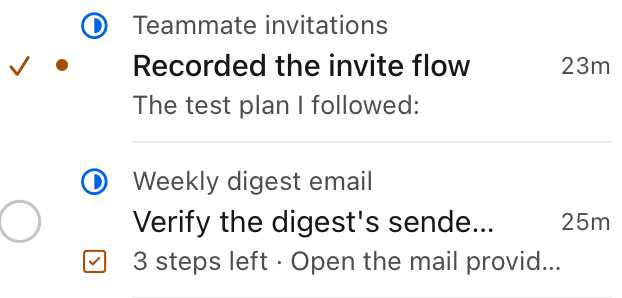 Teammate invitations
Recorded the invite flow 23m
The test plan I followed:
Weekly digest email
Verify the digest's sende... 25m
3 steps left · Open the mail provid...